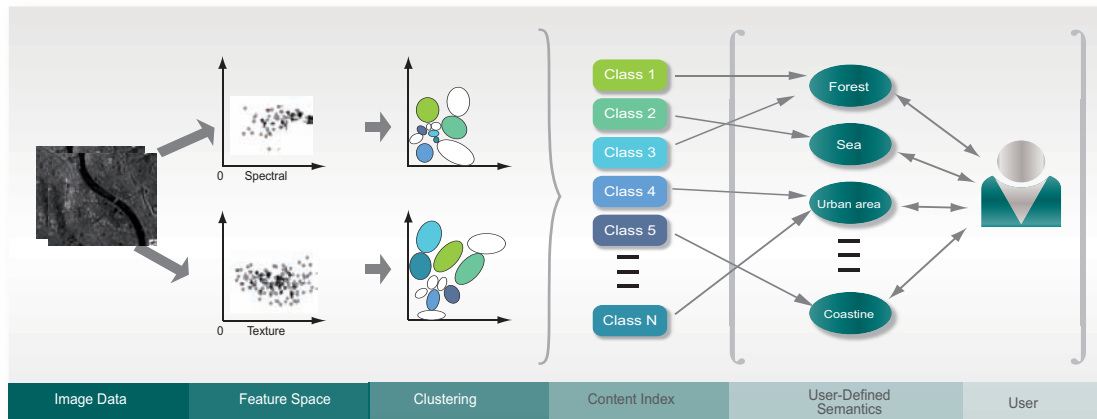 Class 1
Class 2
Class 3
Class 4
Class 5
Class N
Forest
Sea
Urban area
Coastine
0 Spectral
0 Texture
Image Data
Feature Space
Clustering
Content Index
User-Defined
Semantics
User